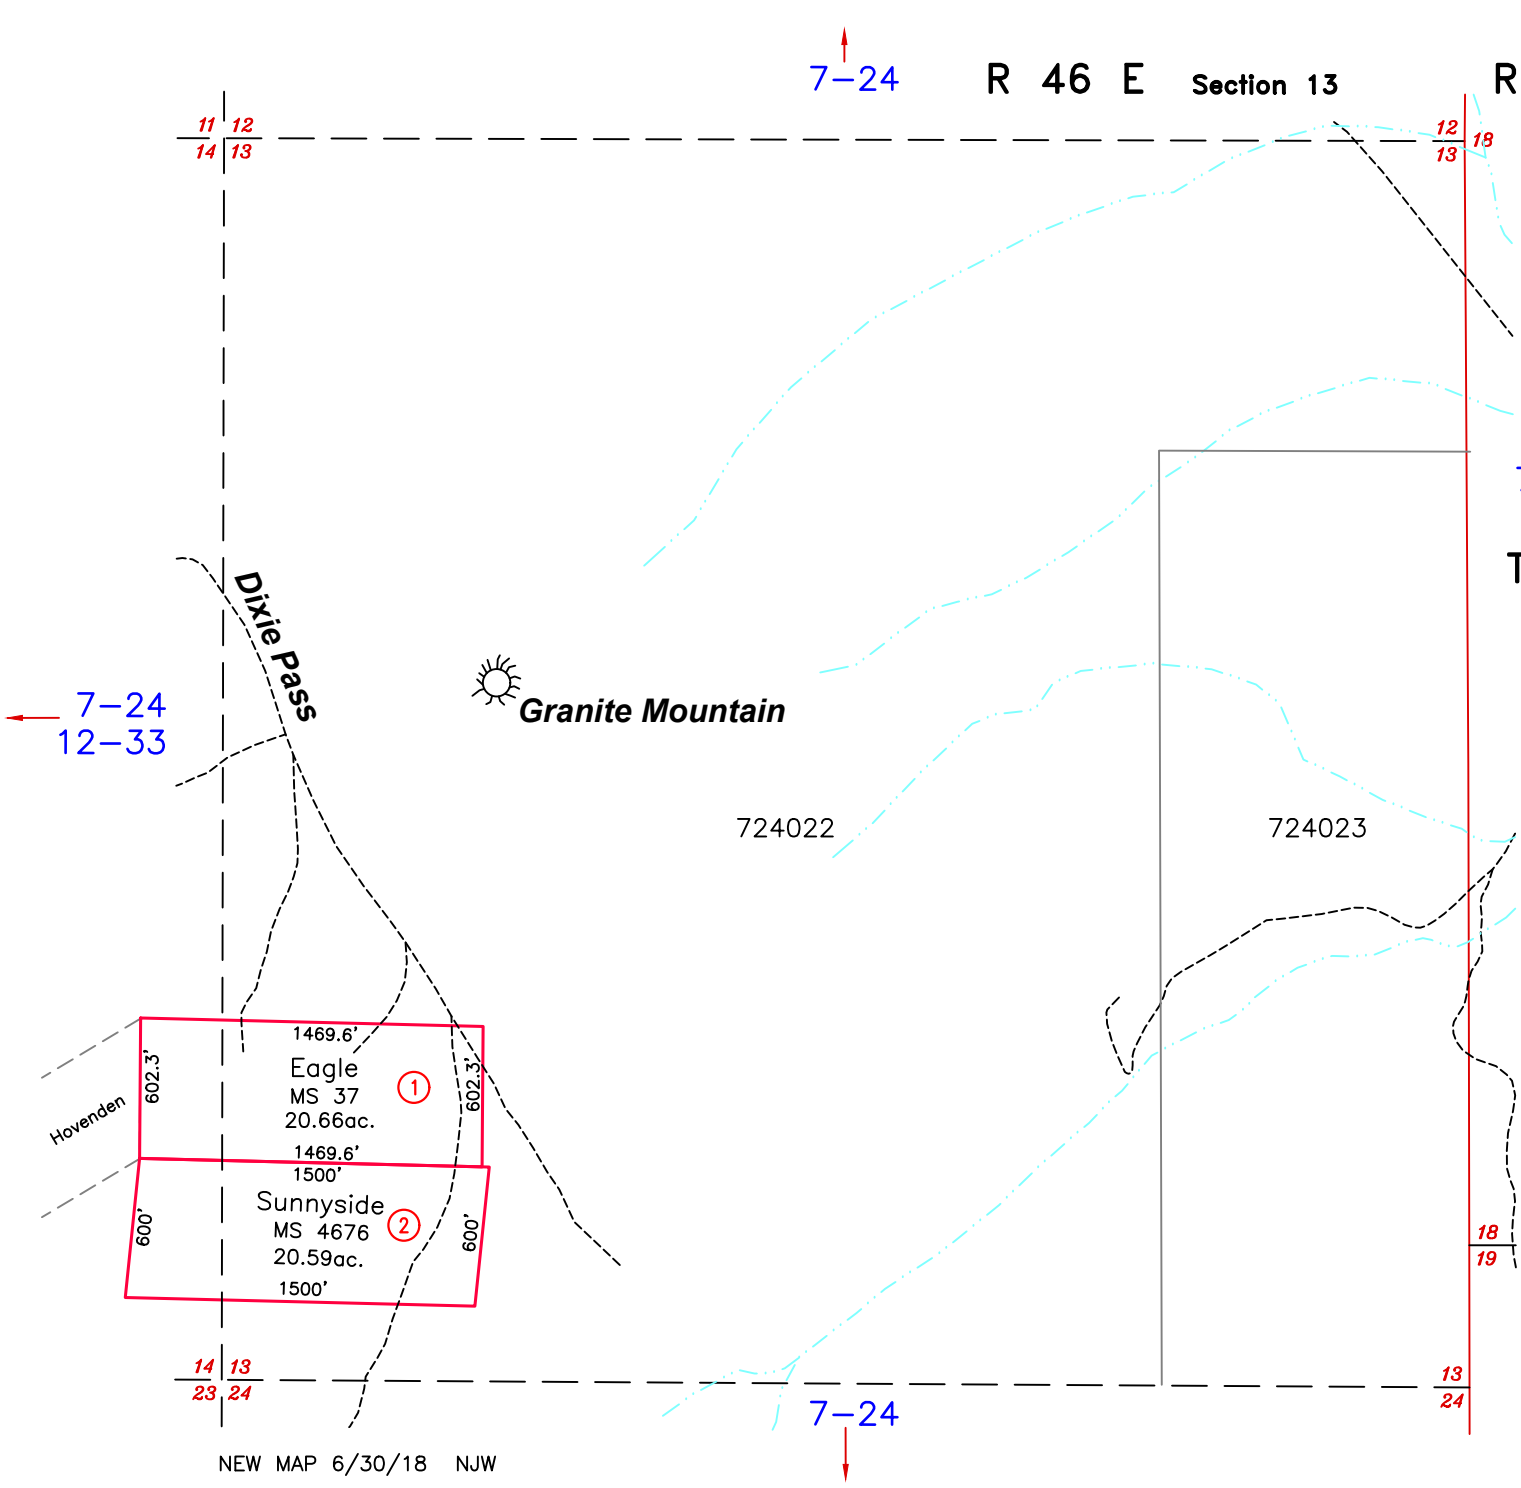 7-24
R 46 E Section 13 R
11 12
14 13
12
13 18
Dixie Pass
Granite Mountain
7-24
12-33
724022
724023
1469.6'
602.3'
Eagle
MS 37
20.66ac.
1
602.3'
1469.6'
Hovenden
1500'
Sunnyside
MS 4676
20.59ac.
2
600'
600'
1500'
18
19
14 13
23 24
13
24
7-24
NEW MAP 6/30/18 NJW